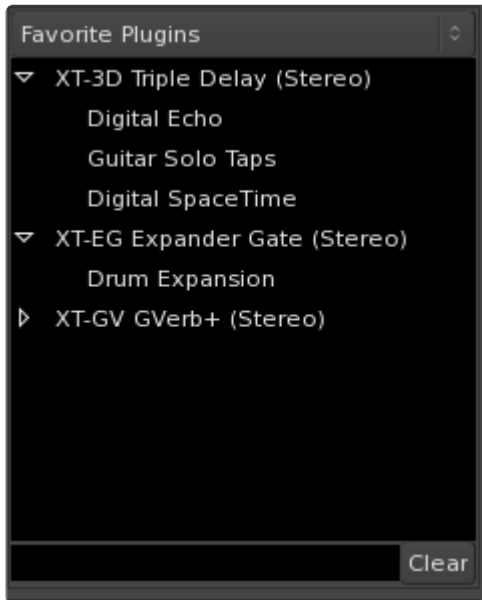 Favorite Plugins
XT-3D Triple Delay (Stereo)
Digital Echo
Guitar Solo Taps
Digital SpaceTime
XT-EG Expander Gate (Stereo)
Drum Expansion
XT-GV GVerb+ (Stereo)
Clear